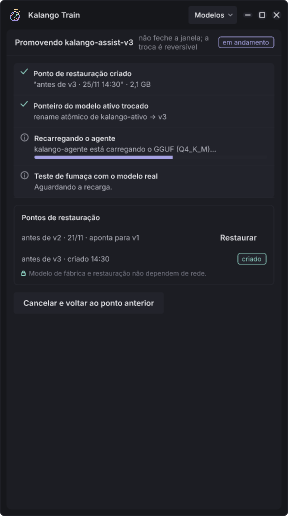 Kalango Train
Modelos
Promovendo kalango-assist-v3
não feche a janela; a
troca é reversível
em andamento
Ponto de restauração criado
"antes de v3 · 25/11 14:30" · 2,1 GB
Ponteiro do modelo ativo trocado
rename atômico de kalango-ativo → v3
Recarregando o agente
kalango-agente está carregando o GGUF (Q4_K_M)...
Teste de fumaça com o modelo real
Aguardando a recarga.
Pontos de restauração
antes de v2 · 21/11 · aponta para v1
Restaurar
antes de v3 · criado 14:30
criado
Modelo de fábrica e restauração não dependem de rede.
Cancelar e voltar ao ponto anterior